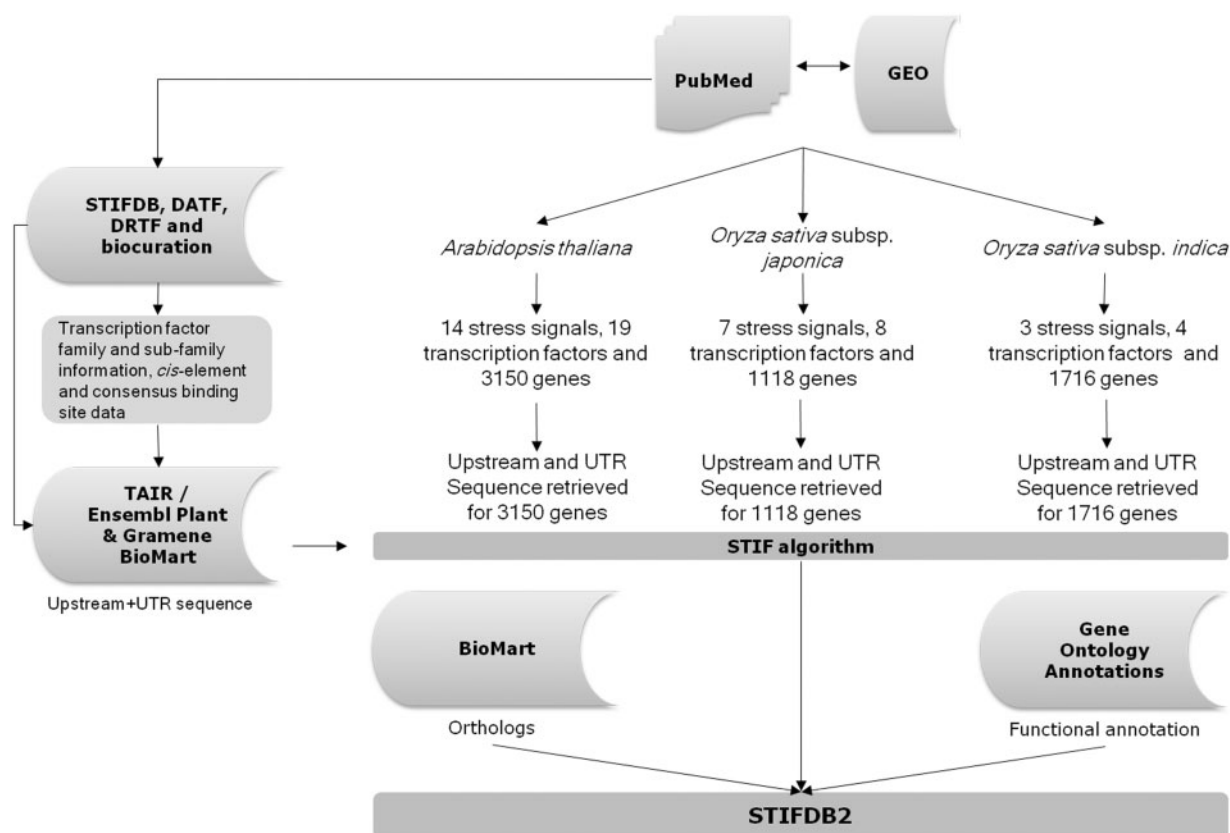 PubMed
GEO
STIFDB, DATF,
DRTF and
biocuration
Arabidopsis thaliana
Oryza sativa subsp.
japonica
Oryza sativa subsp. indica
Transcription factor
family and sub-family
information, cis-element
and consensus binding
site data
14 stress signals, 19
transcription factors and
3150 genes
7 stress signals, 8
transcription factors and
1118 genes
3 stress signals, 4
transcription factors and
1716 genes
TAIR /
Ensembl Plant
& Gramene
BioMart
Upstream+UTR sequence
Upstream and UTR
Sequence retrieved
for 3150 genes
Upstream and UTR
Sequence retrieved
for 1118 genes
Upstream and UTR
Sequence retrieved
for 1716 genes
STIF algorithm
BioMart
Orthologs
Gene
Ontology
Annotations
Functional annotation
STIFDB2